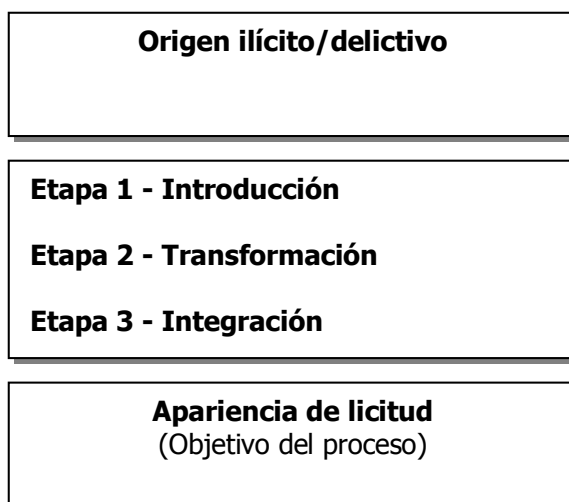 Origen ilícito/delictivo
Etapa 1 - Introducción
Etapa 2 - Transformación
Etapa 3 - Integración
Apariencia de licitud
(Objetivo del proceso)